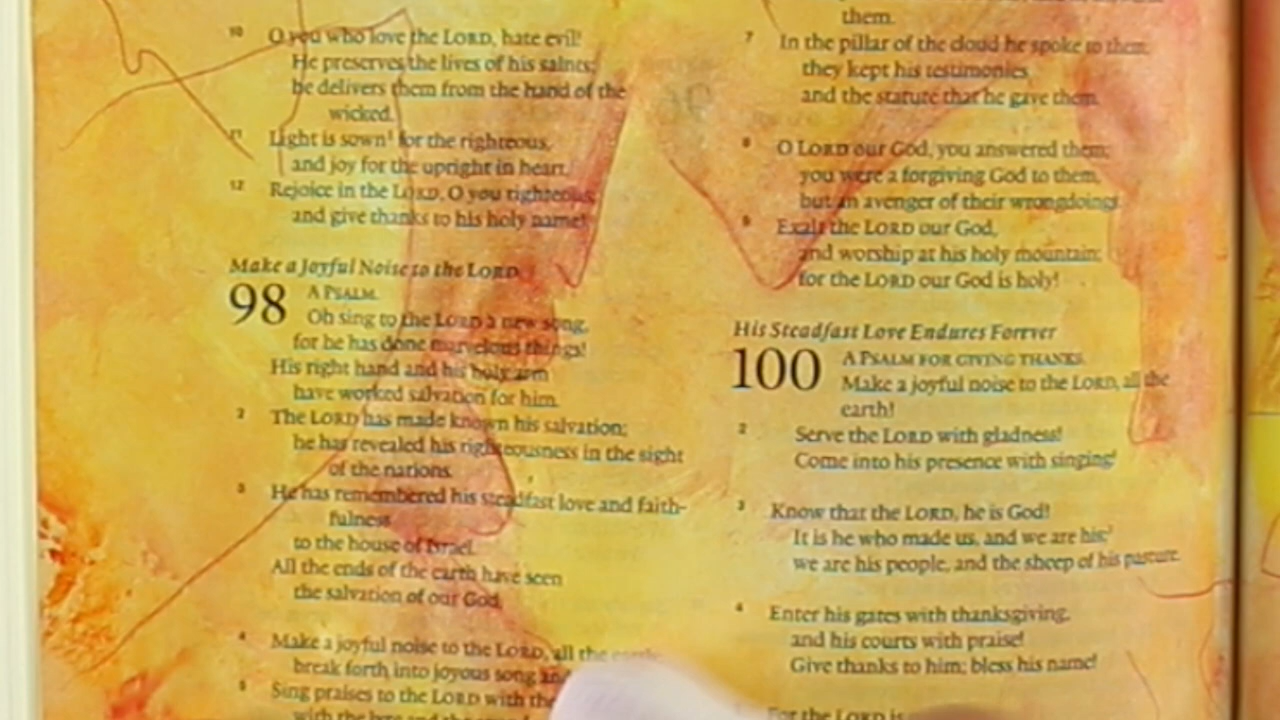 10 O you who love the LORD, hate evil!
He preserves the lives of his saints;
he delivers them from the hand of the
wicked.
11 Light is sown¹ for the righteous,
and joy for the upright in heart.
12 Rejoice in the LORD, O you righteous,
and give thanks to his holy name!
Make a Joyful Noise to the LORD
98 A PSALM.
Oh sing to the LORD a new song,
for he has done marvelous things!
His right hand and his holy arm
have worked salvation for him.
2 The LORD has made known his salvation;
he has revealed his righteousness in the sight
of the nations.
3 He has remembered his steadfast love and faith-
fulness
to the house of Israel.
All the ends of the earth have seen
the salvation of our God.
4 Make a joyful noise to the LORD, all the earth;
break forth into joyous song and
5 Sing praises to the LORD with the
with the lyre and the sound
them.
7 In the pillar of the cloud he spoke to them;
they kept his testimonies
and the statute that he gave them.
8 O LORD our God, you answered them;
you were a forgiving God to them,
but an avenger of their wrongdoings.
9 Exalt the LORD our God,
and worship at his holy mountain;
for the LORD our God is holy!
His Steadfast Love Endures Forever
100 A PSALM FOR GIVING THANKS.
Make a joyful noise to the LORD, all the
earth!
2 Serve the LORD with gladness!
Come into his presence with singing!
3 Know that the LORD, he is God!
It is he who made us, and we are his;¹
we are his people, and the sheep of his pasture.
4 Enter his gates with thanksgiving,
and his courts with praise!
Give thanks to him; bless his name!
For the LORD is